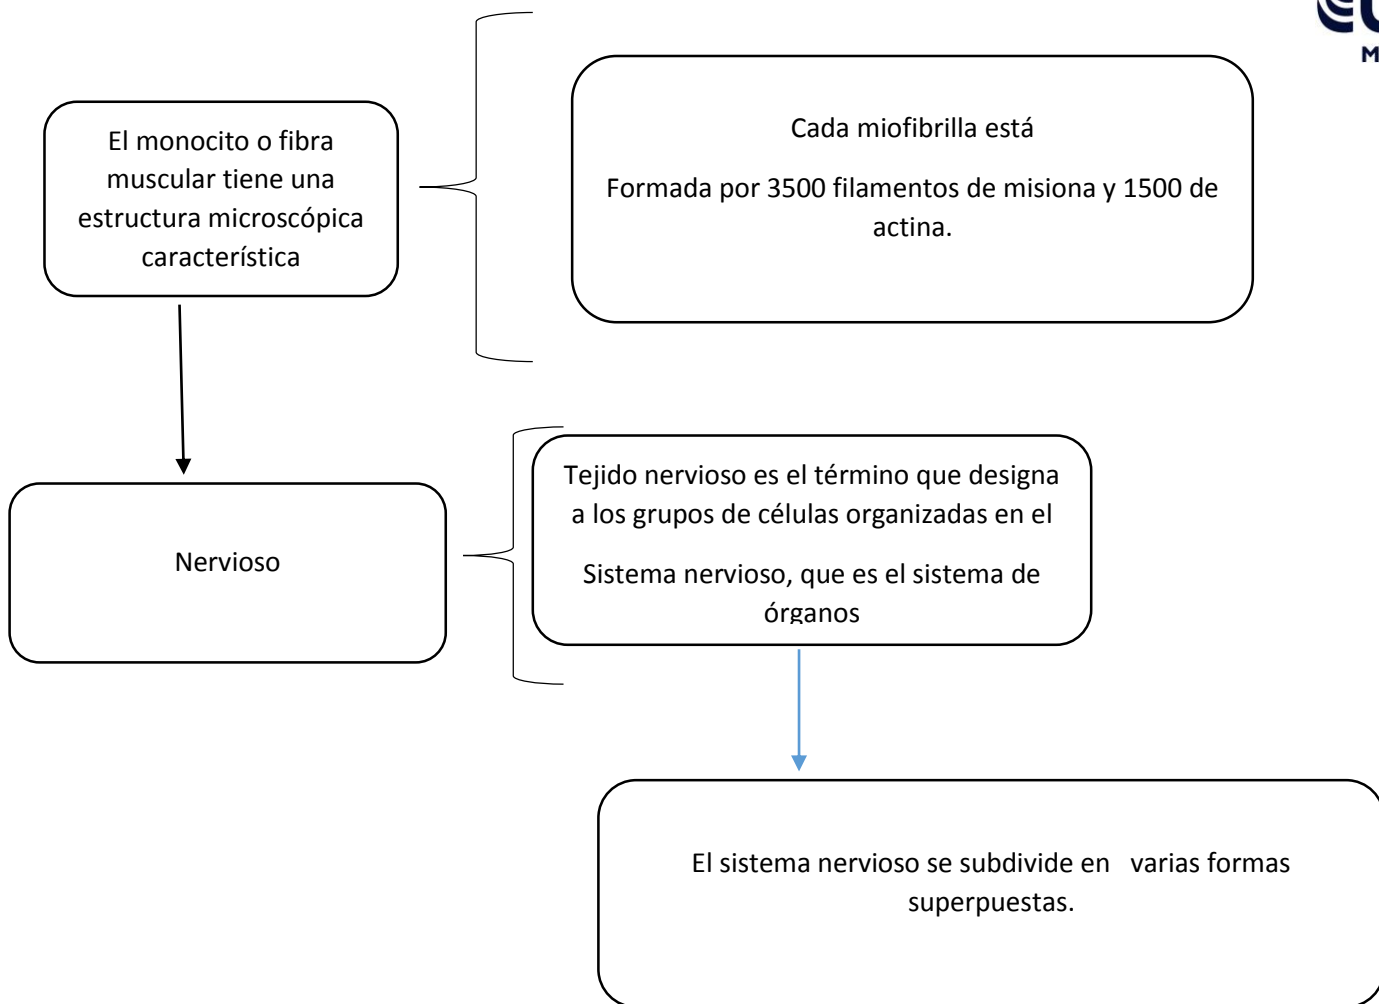 El monocito o fibra
muscular tiene una
estructura microscópica
característica
Cada miofibrilla está
Formada por 3500 filamentos de misiona y 1500 de
actina.
Nervioso
Tejido nervioso es el término que designa
a los grupos de células organizadas en el
Sistema nervioso, que es el sistema de
órganos
El sistema nervioso se subdivide en   varias formas
superpuestas.